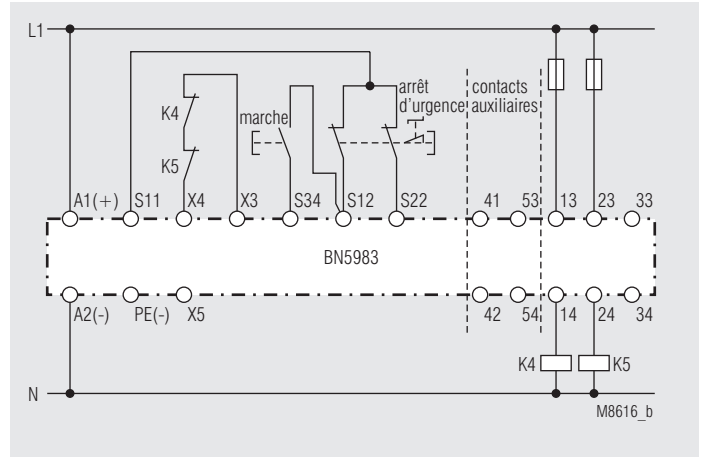 L1
arrêt contacts
marche d'urgence auxiliaires
K4
K5
A1(+) S11 X4 X3 S34 S12 S22 41 53 13 23 33
BN5983
A2(-) PE(-) X5 42 54 14 24 34
K4 K5
N
M8616_b